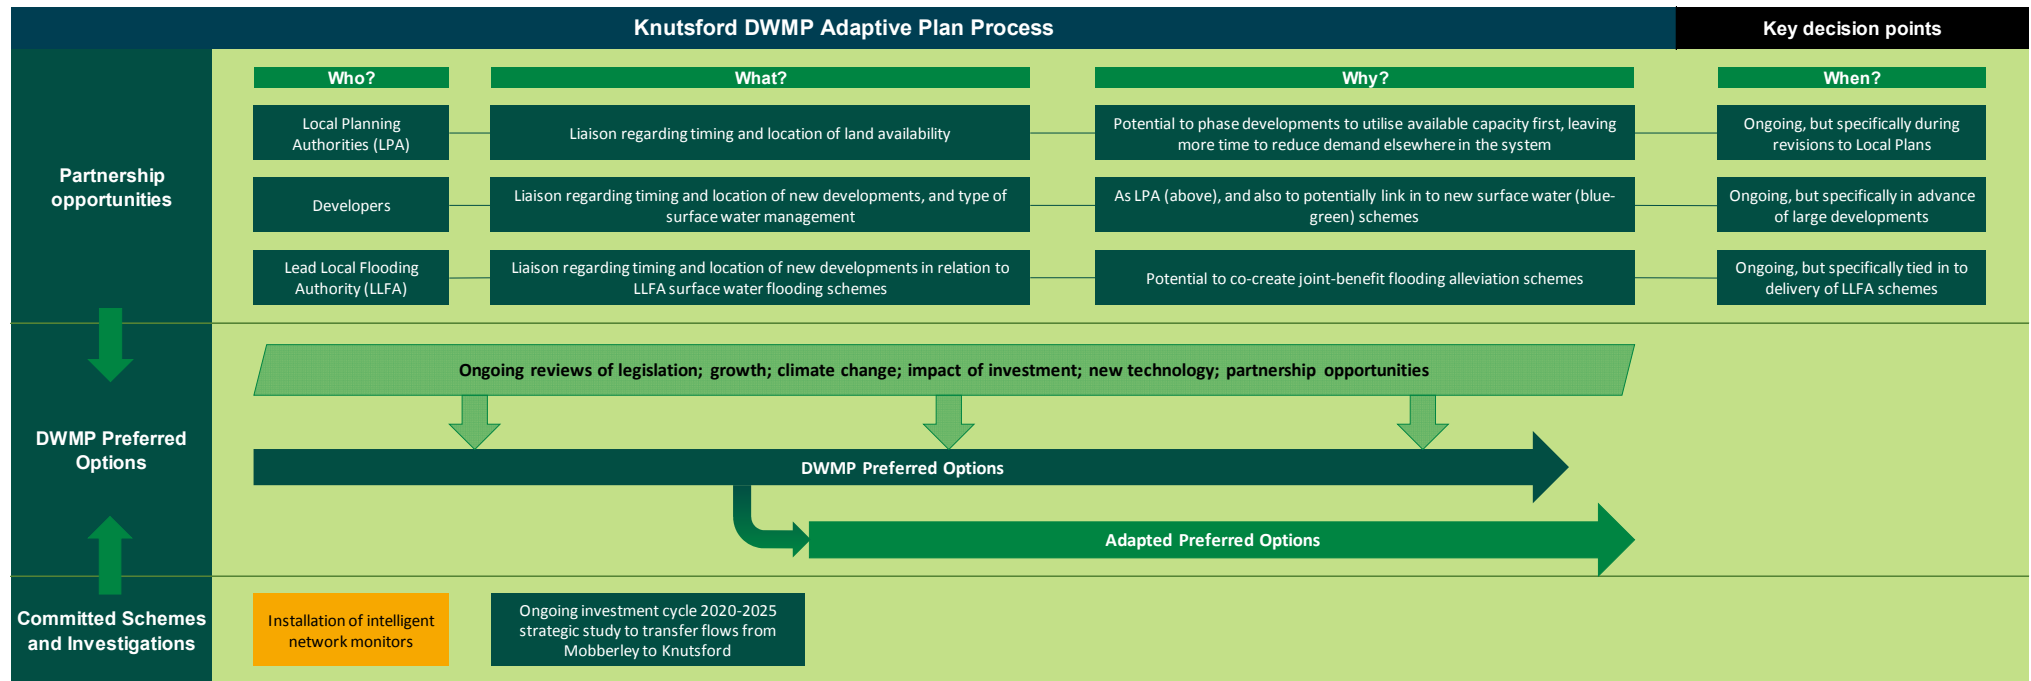 Knutsford DWMP Adaptive Plan Process
Key decision points
Who?
What?
Why?
When?
Partnership
opportunities
Local Planning
Authorities (LPA)
Liaison regarding timing and location of land availability
Potential to phase developments to utilise available capacity first, leaving
more time to reduce demand elsewhere in the system
Ongoing, but specifically during
revisions to Local Plans
Developers
Liaison regarding timing and location of new developments, and type of
surface water management
As LPA (above), and also to potentially link in to new surface water (blue-
green) schemes
Ongoing, but specifically in advance
of large developments
Lead Local Flooding
Authority (LLFA)
Liaison regarding timing and location of new developments in relation to
LLFA surface water flooding schemes
Potential to co-create joint-benefit flooding alleviation schemes
Ongoing, but specifically tied in to
delivery of LLFA schemes
DWMP Preferred
Options
Ongoing reviews of legislation; growth; climate change; impact of investment; new technology; partnership opportunities
DWMP Preferred Options
Adapted Preferred Options
Committed Schemes
and Investigations
Installation of intelligent
network monitors
Ongoing investment cycle 2020-2025
strategic study to transfer flows from
Mobberley to Knutsford